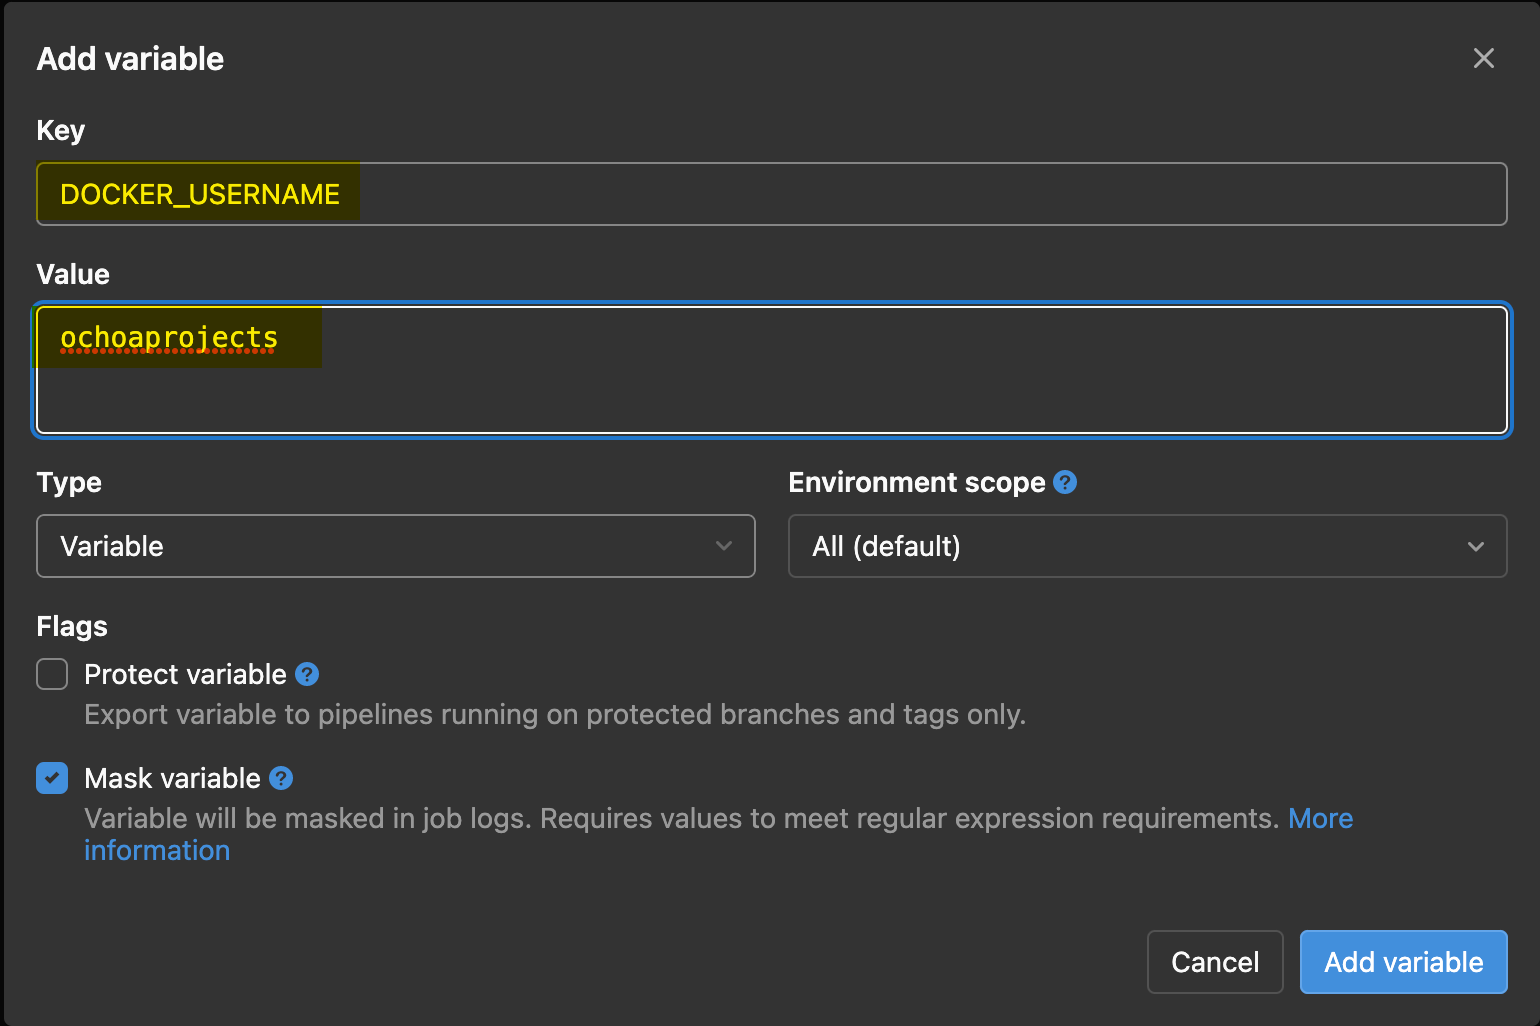 Add variable
Key
DOCKER_USERNAME
Value
ochoaprojects
Type
Environment scope ?
Variable
All (default)
Flags
Protect variable ?
Export variable to pipelines running on protected branches and tags only.
Mask variable ?
Variable will be masked in job logs. Requires values to meet regular expression requirements. More
information
Cancel
Add variable